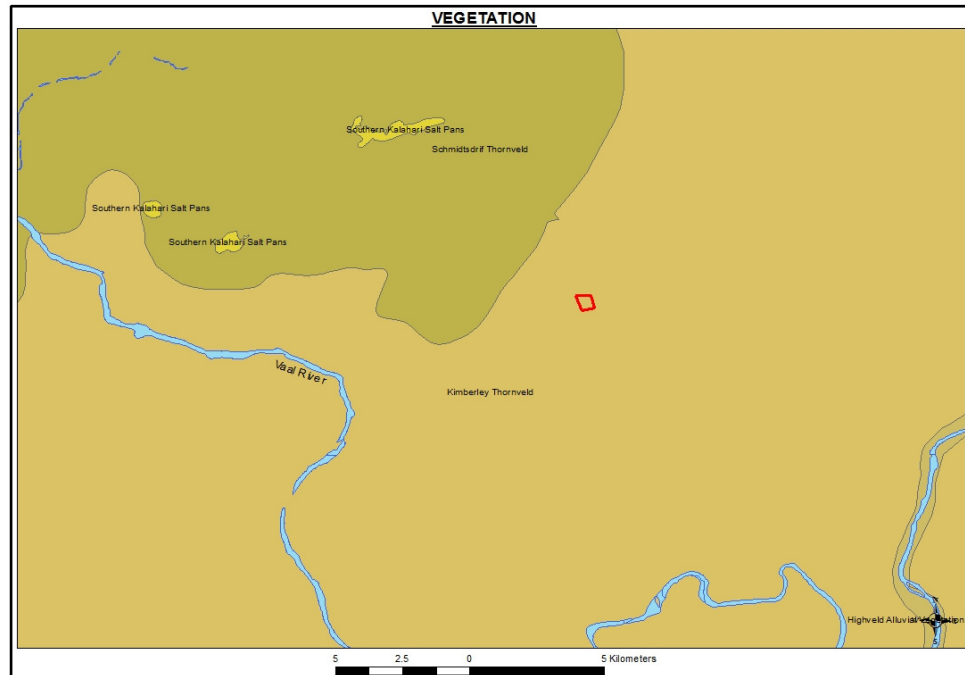 VEGETATION
Southern Kalahari Salt Pans
Schmidtsdrif Thornveld
Southern Kalahari Salt Pans
Southern Kalahari Salt Pans
Vaal River
Kimberley Thornveld
Highveld Alluvial Vegetation
N
S
5 2.5 0 5 Kilometers